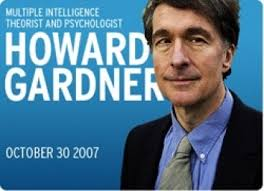 MULTIPLE INTELLIGENCE
THEORIST AND PSYCHOLOGIST
HOWARD
GARDNER
OCTOBER 30 2007